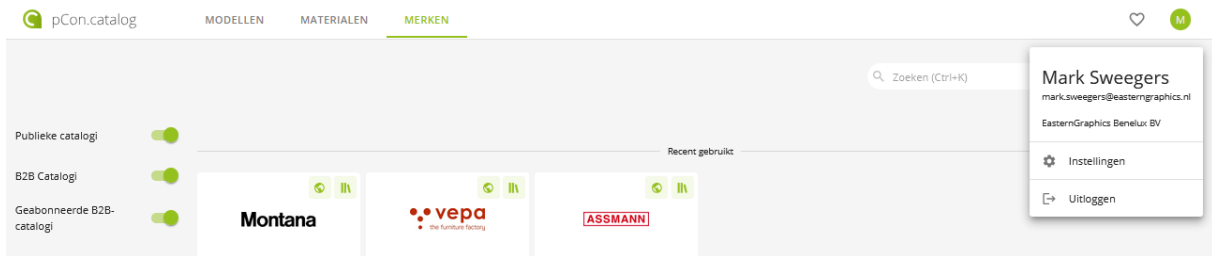 pCon.catalog MODELLEN MATERIALEN MERKEN M
Zoeken (Ctrl+K)
Mark Sweegers
mark.sweegers@easterngraphics.nl
EasternGraphics Benelux BV
Instellingen
Uitloggen
Publieke catalogi
B2B Catalogi
Geabonneerde B2B-
catalogi
Recent gebruikt
Montana
vepa
the furniture factory
ASSMANN